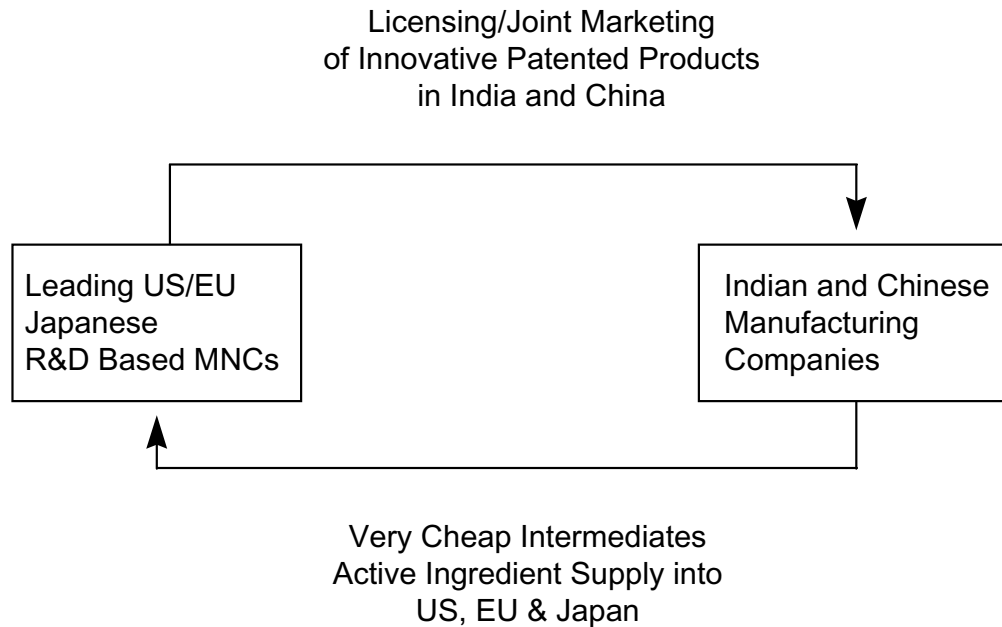 Licensing/Joint Marketing
of Innovative Patented Products
in India and China
Leading US/EU
Japanese
R&D Based MNCs
Indian and Chinese
Manufacturing
Companies
Very Cheap Intermediates
Active Ingredient Supply into
US, EU & Japan